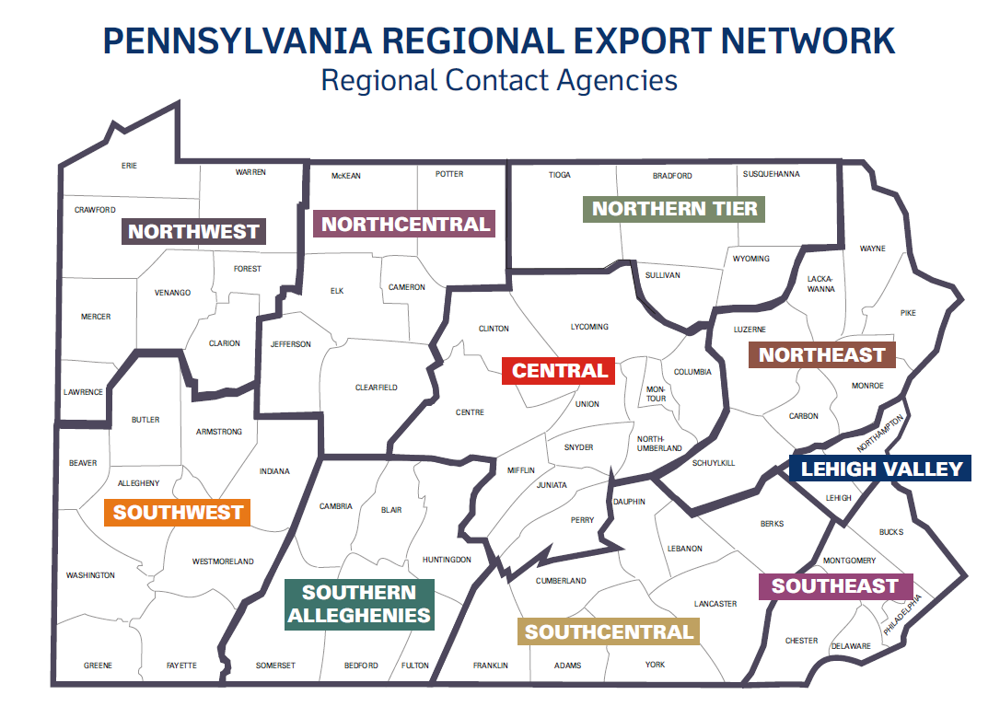 PENNSYLVANIA REGIONAL EXPORT NETWORK
Regional Contact Agencies
ERIE
WARREN
CRAWFORD
NORTHWEST
FOREST
VENANGO
MERCER
CLARION
LAWRENCE
McKEAN
POTTER
NORTHCENTRAL
ELK
CAMERON
JEFFERSON
CLEARFIELD
TIOGA
BRADFORD
SUSQUEHANNA
NORTHERN TIER
WYOMING
SULLIVAN
WAYNE
LACKA-
WANNA
PIKE
LUZERNE
NORTHEAST
MONROE
CARBON
CLINTON
LYCOMING
CENTRAL
COLUMBIA
MON-
TOUR
UNION
CENTRE
NORTH-
UMBERLAND
SNYDER
SCHUYLKILL
MIFFLIN
JUNIATA
PERRY
NORTHAMPTON
LEHIGH VALLEY
LEHIGH
BUTLER
ARMSTRONG
BEAVER
INDIANA
ALLEGHENY
SOUTHWEST
WESTMORELAND
WASHINGTON
GREENE
FAYETTE
CAMBRIA
BLAIR
HUNTINGDON
SOUTHERN
ALLEGHENIES
SOMERSET
BEDFORD
FULTON
DAUPHIN
LEBANON
BERKS
CUMBERLAND
LANCASTER
SOUTHCENTRAL
FRANKLIN
ADAMS
YORK
BUCKS
MONTGOMERY
SOUTHEAST
PHILADELPHIA
CHESTER
DELAWARE